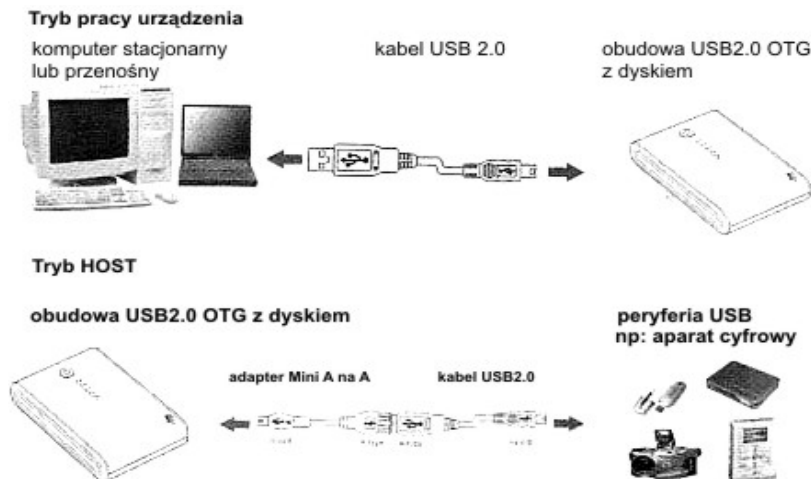 Tryb pracy urządzenia
komputer stacjonarny
lub przenośny
kabel USB 2.0
obudowa USB2.0 OTG
z dyskiem
Tryb HOST
obudowa USB2.0 OTG z dyskiem
adapter Mini A na A
kabel USB2.0
peryferia USB
np: aparat cyfrowy